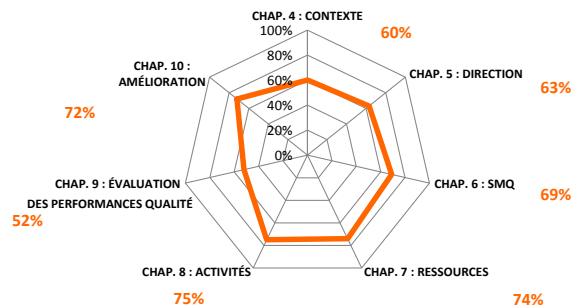 CHAP. 4 : CONTEXTE
60%
100%
80%
60%
40%
20%
0%
CHAP. 5 : DIRECTION
63%
CHAP. 6 : SMQ
69%
CHAP. 7 : RESSOURCES
74%
CHAP. 8 : ACTIVITÉS
75%
CHAP. 9 : ÉVALUATION
DES PERFORMANCES QUALITÉ
52%
CHAP. 10 :
AMÉLIORATION
72%